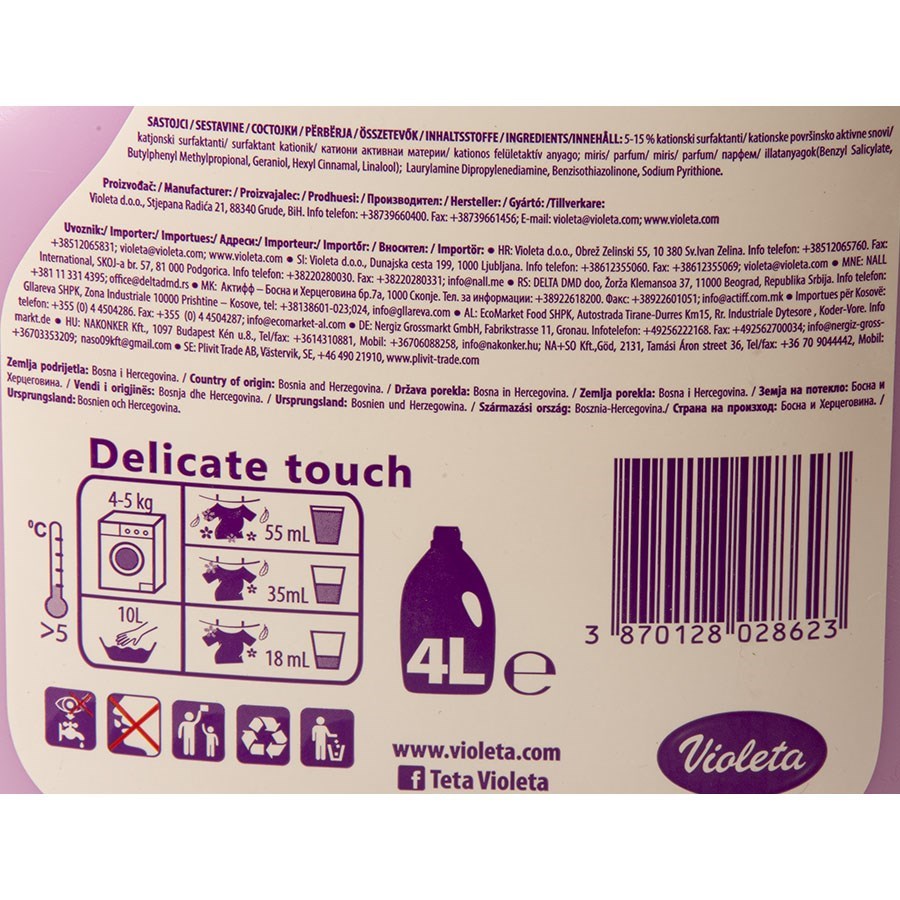 SASTOJCI / SESTAVINE / СОСТОЈКИ / PËRBËRJA / ÖSSZETEVŐK / INHALTSSTOFFE / INGREDIENTS/INNEHÅLL: 5-15 % kationski surfaktanti/ kationske površinsko aktivne snovi/
katjonski surfaktanti/ surfaktant kationik/ катиони активнаи материи/ kationos felületaktív anyago; miris/ parfum/ miris/ parfum/ парфем/ illatanyagok(Benzyl Salicylate,
Butylphenyl Methylpropional, Geraniol, Hexyl Cinnamal, Linalool); Laurylamine Dipropylenediamine, Benzisothiazolinone, Sodium Pyrithione.
Proizvođač: / Manufacturer: / Proizvajalec: / Prodhuesi: / Производител: / Hersteller: / Gyártó: /Tillverkare:
Violeta d.o.o., Stjepana Radića 21, 88340 Grude, BiH. Info telefon: +38739660400. Fax: +38739661456; E-mail: violeta@violeta.com; www.violeta.com
Uvoznik:/ Importer:/ Importues:/ Адреси:/ Importeur:/ Importőr: / Вносител: / Importör: ● HR: Violeta d.o.o., Obrež Zelinski 55, 10 380 Sv.Ivan Zelina. Info telefon: +38512065760. Fax:
+38512065831; violeta@violeta.com; www.violeta.com ● SI: Violeta d.o.o., Dunajska cesta 199, 1000 Ljubljana. Info telefon: +38612355060. Fax: +38612355069; violeta@violeta.com ● MNE: NALL
International, SKOJ-a br. 57, 81 000 Podgorica. Info telefon: +38220280030. Fax: +38220280331; info@nall.me ● RS: DELTA DMD doo, Žorža Klemansoa 37, 11000 Beograd, Republika Srbija. Info telefon:
+381 11 331 4395; office@deltadmd.rs ● MK: Актифф – Босна и Херцеговина бр.7а, 1000 Скопје. Тел. за информации: +38922618200. Факс: +38922601051; info@actiff.com.mk ● Importues për Kosovë:
Gllareva SHPK, Zona Industriale 10000 Prishtine – Kosove, tel: +38138601-023;024, info@gllareva.com ● AL: EcoMarket Food SHPK, Autostrada Tirane-Durres Km15, Rr. Industriale Dytesore , Koder-Vore. Info
telefon: +355 (0) 4 4504286. Fax: +355 (0) 4 4504287; info@ecomarket-al.com ● DE: Nergiz Grossmarkt GmbH, Fabrikstrasse 11, Gronau. Infotelefon: +49256222168. Fax: +492562700034; info@nergiz-gross-
markt.de ● HU: NAKONKER Kft., 1097 Budapest Kén u.8., Tel/Fax: +3614310881, Mobil: +36706088258, info@nakonker.hu; NA+SO Kft.,Göd, 2131, Tamási Áron street 36, Tel/fax: +36 70 9044442, Mobil:
+36703353209; naso09kft@gmail.com ● SE: Plivit Trade AB, Västervik, SE, +46 490 21910, www.plivit-trade.com
Zemlja podrijetla: Bosna i Hercegovina. / Country of origin: Bosnia and Herzegovina. / Država porekla: Bosna in Hercegovina. / Zemlja porekla: Bosna i Hercegovina. / Земја на потекло: Босна и
Херцеговина. / Vendi i origjinës: Bosnja dhe Hercegovina. / Ursprungsland: Bosnien und Herzegowina. / Származási ország: Bosznia-Hercegovina./ Страна на произход: Босна и Херцеговина. /
Ursprungsland: Bosnien och Hercegovina.
Delicate touch
4-5 kg
ºC
55 mL
35mL
10L
>5
18 mL
4L ℮
3 870128 028623
www.violeta.com
f Teta Violeta
Violeta